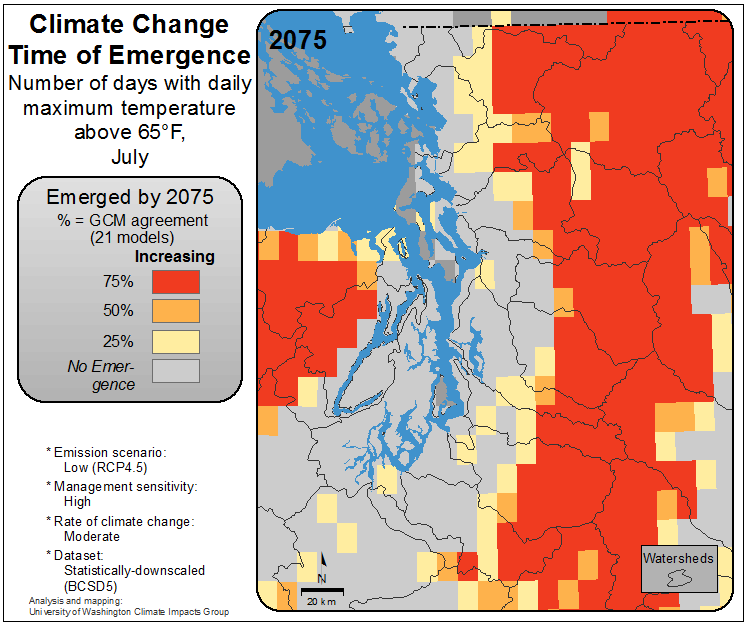 Climate Change
Time of Emergence
Number of days with daily
maximum temperature
above 65°F,
July
Emerged by 2075
% = GCM agreement
(21 models)
Increasing
75%
50%
25%
No Emer-
gence
* Emission scenario:
Low (RCP4.5)
* Management sensitivity:
High
* Rate of climate change:
Moderate
* Dataset:
Statistically-downscaled
(BCSD5)
Analysis and mapping:
University of Washington Climate Impacts Group
2075
N
20 km
Watersheds